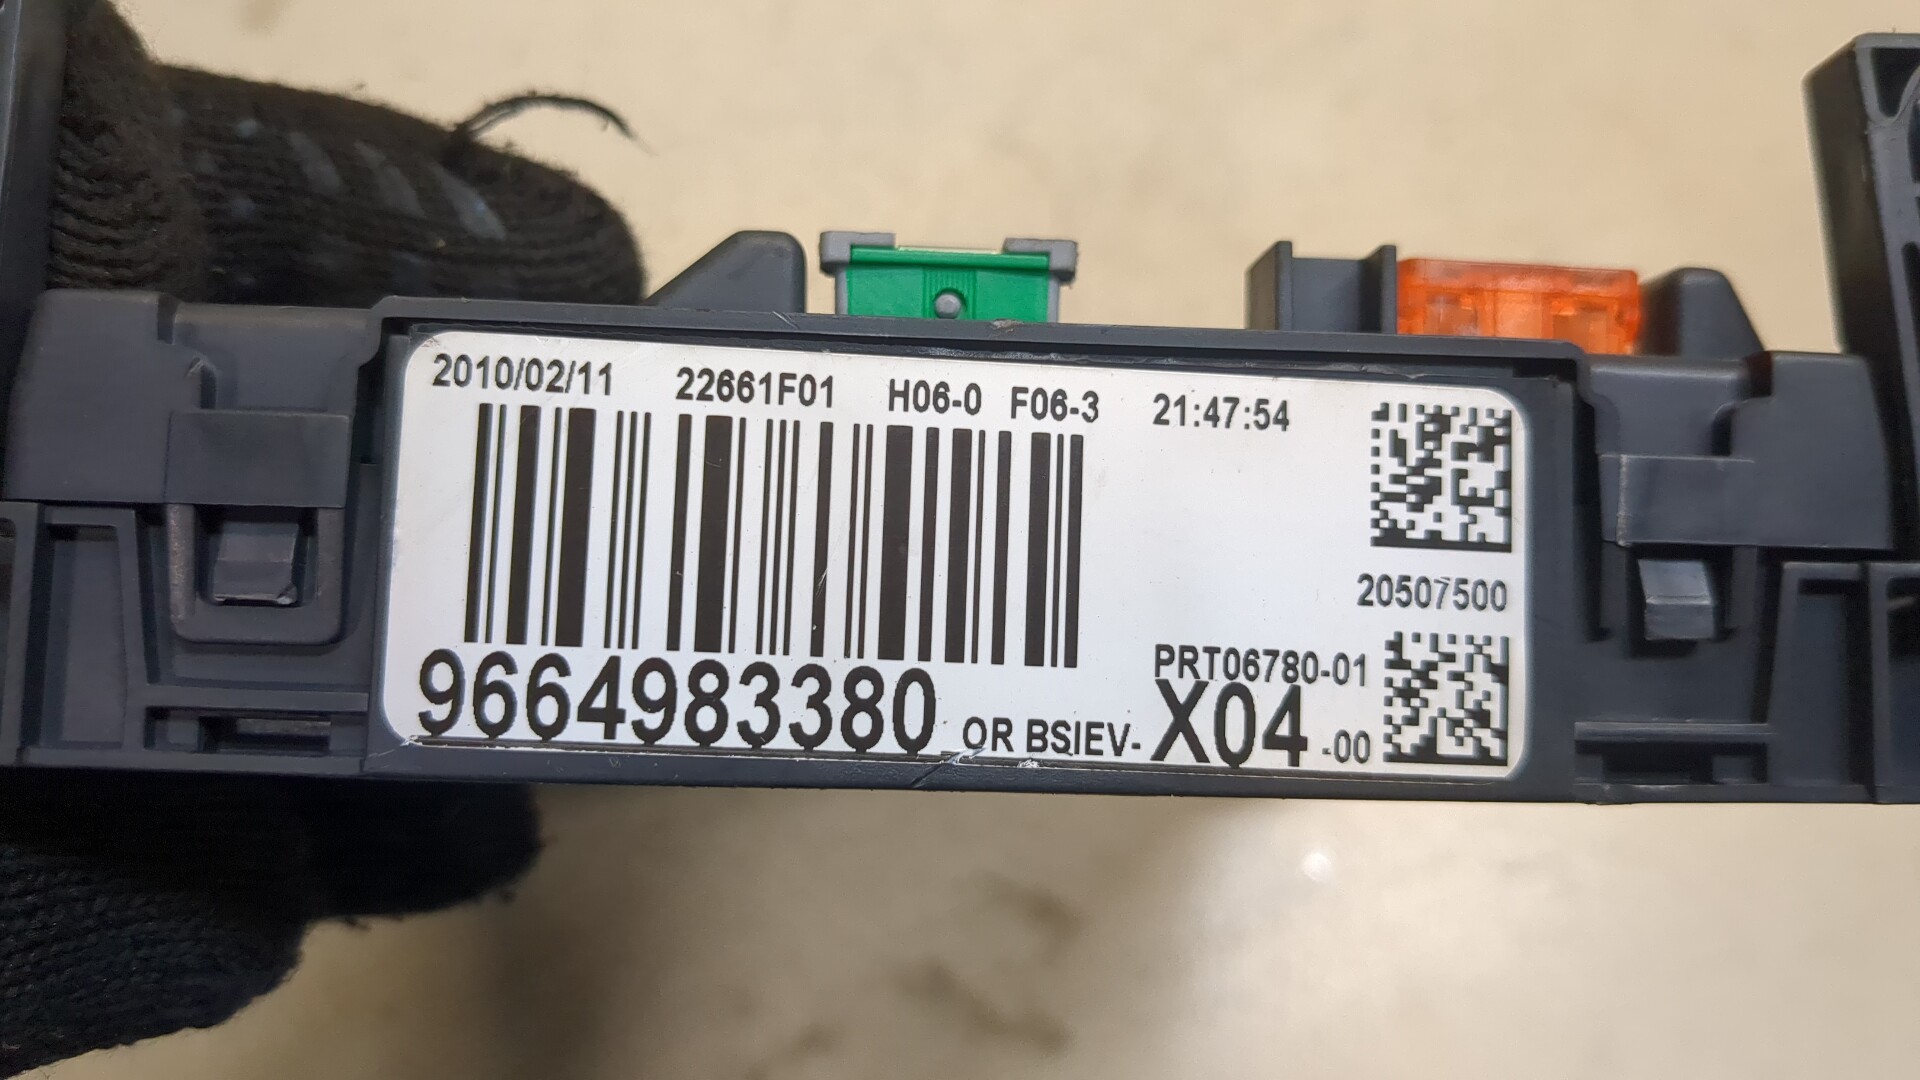 2010/02/11 22661F01 H06-0 F06-3 21:47:54
20507500
PRT06780-01
9664983380 OR BSIEV-X04-00